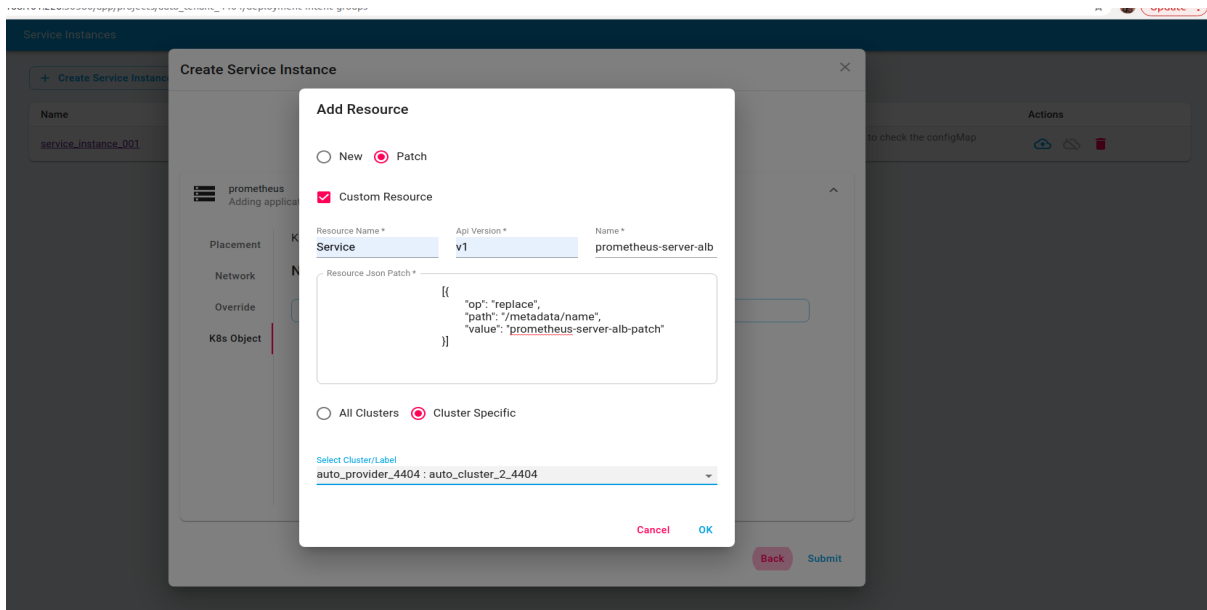 Service Instances
+ Create Service Instance
Create Service Instance
Name
Actions
service_instance_001
to check the configMap
Add Resource
New
Patch
Custom Resource
Resource Name *
Api Version *
Name *
Service
v1
prometheus-server-alb
Resource Json Patch *
[{
"op": "replace",
"path": "/metadata/name",
"value": "prometheus-server-alb-patch"
}]
All Clusters
Cluster Specific
Select Cluster/Label
auto_provider_4404 : auto_cluster_2_4404
Cancel
OK
prometheus
Adding applica
Placement
Network
Override
K8s Object
K
N
Back
Submit